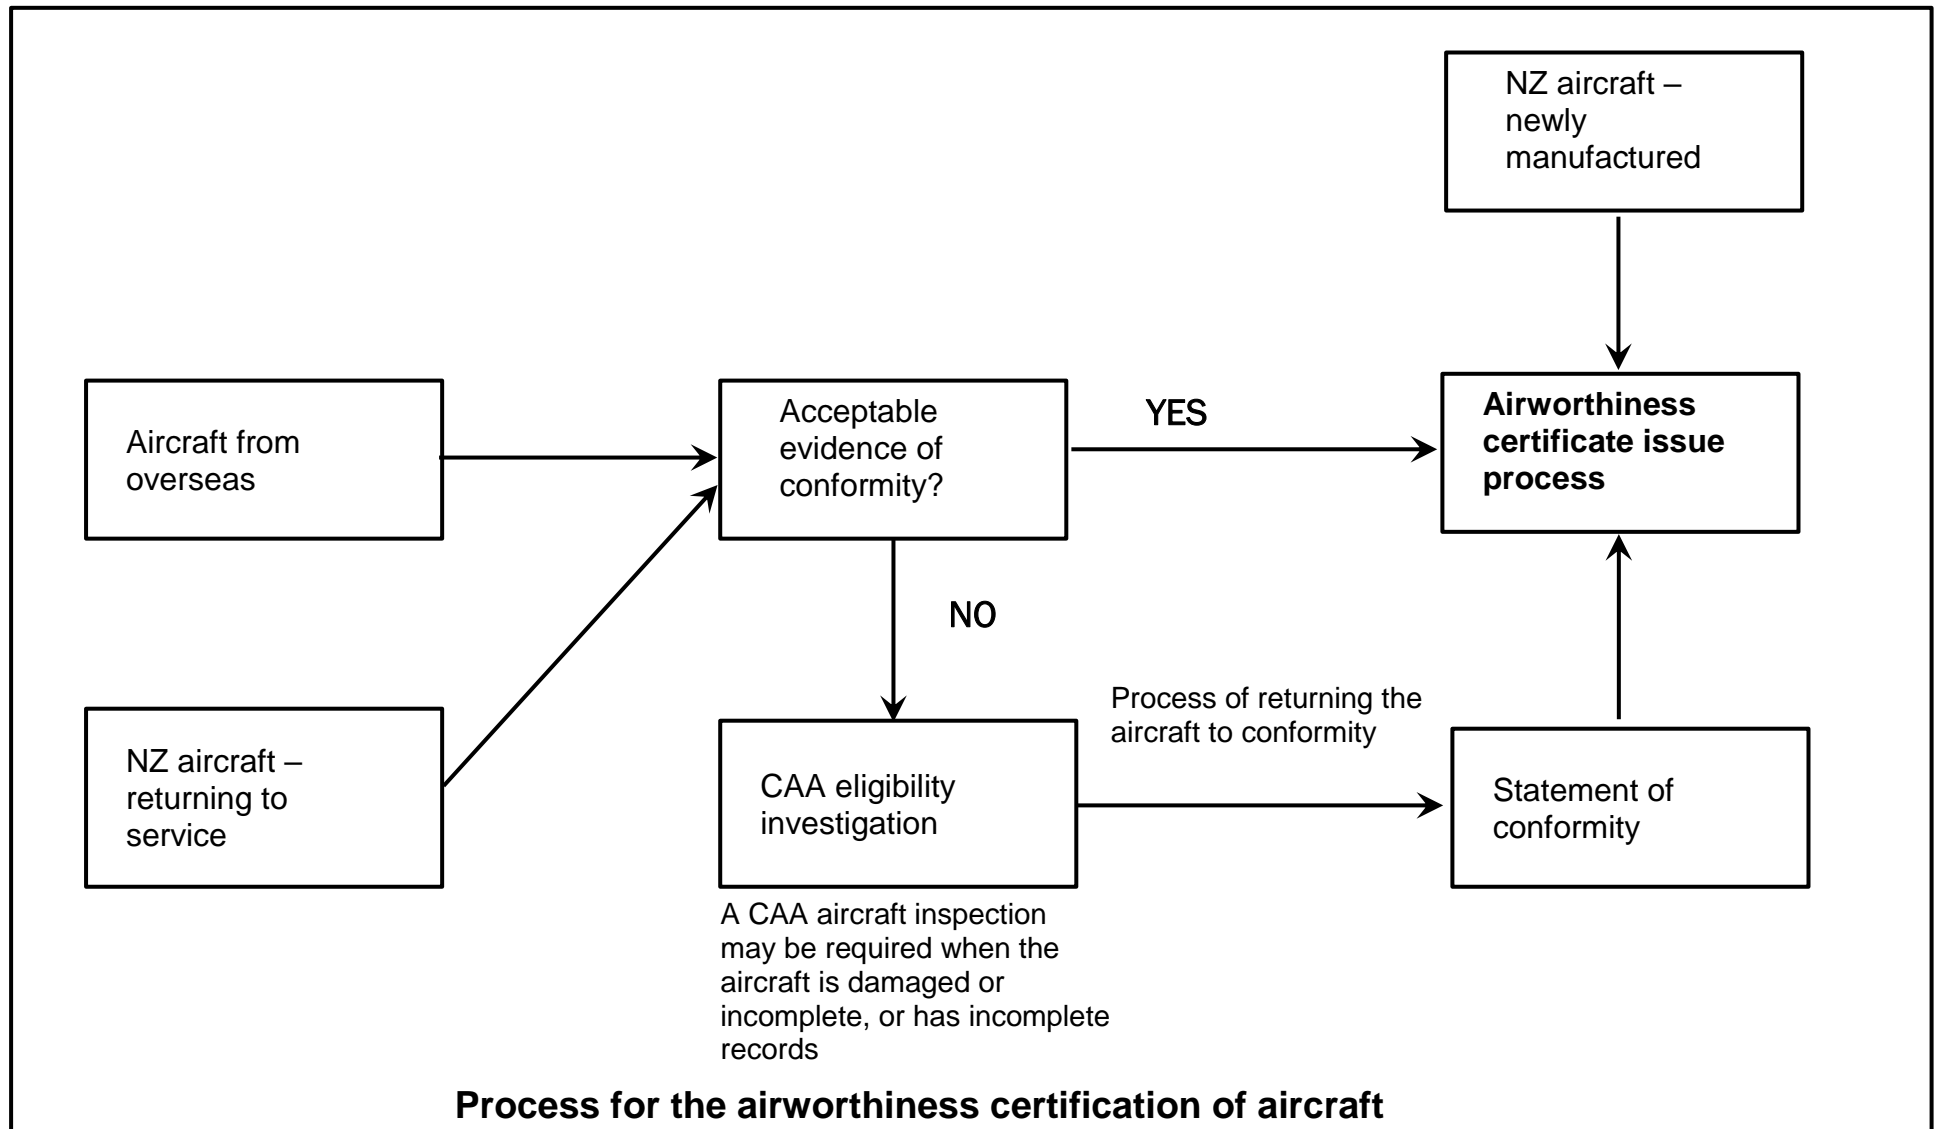 NZ aircraft –
newly
manufactured
Aircraft from
overseas
Acceptable
evidence of
conformity?
YES
Airworthiness
certificate issue
process
NO
NZ aircraft –
returning to
service
CAA eligibility
investigation
Process of returning the
aircraft to conformity
Statement of
conformity
A CAA aircraft inspection
may be required when the
aircraft is damaged or
incomplete, or has incomplete
records
Process for the airworthiness certification of aircraft